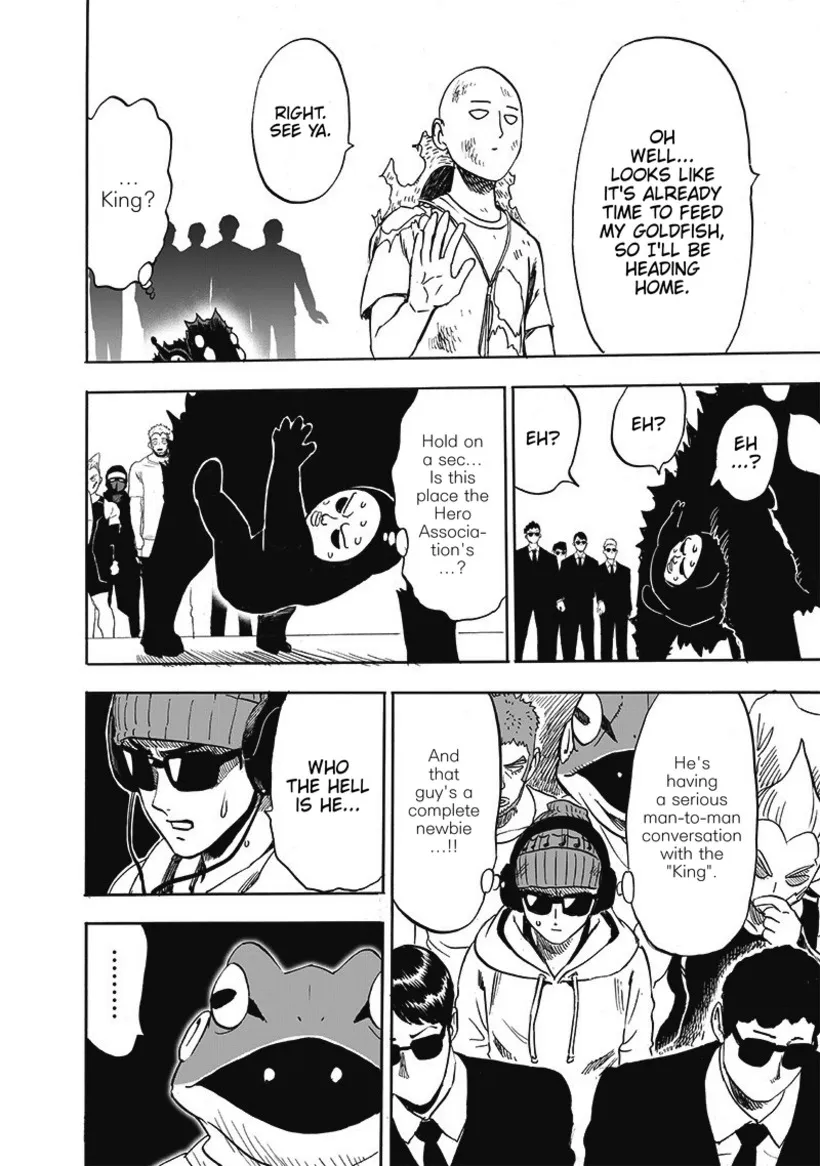 OH
WELL...
LOOKS LIKE
IT'S ALREADY
TIME TO FEED
MY GOLDFISH,
SO I'LL BE
HEADING
HOME.
RIGHT.
SEE YA.
...
King?
EH
...?
EH?
EH?
Hold on
a sec...
Is this
place the
Hero
Associa-
tion's
...?
He's
having
a serious
man-to-man
conversation
with the
"King".
And
that
guy's a
complete
newbie
...!!
WHO
THE HELL
IS HE...
........